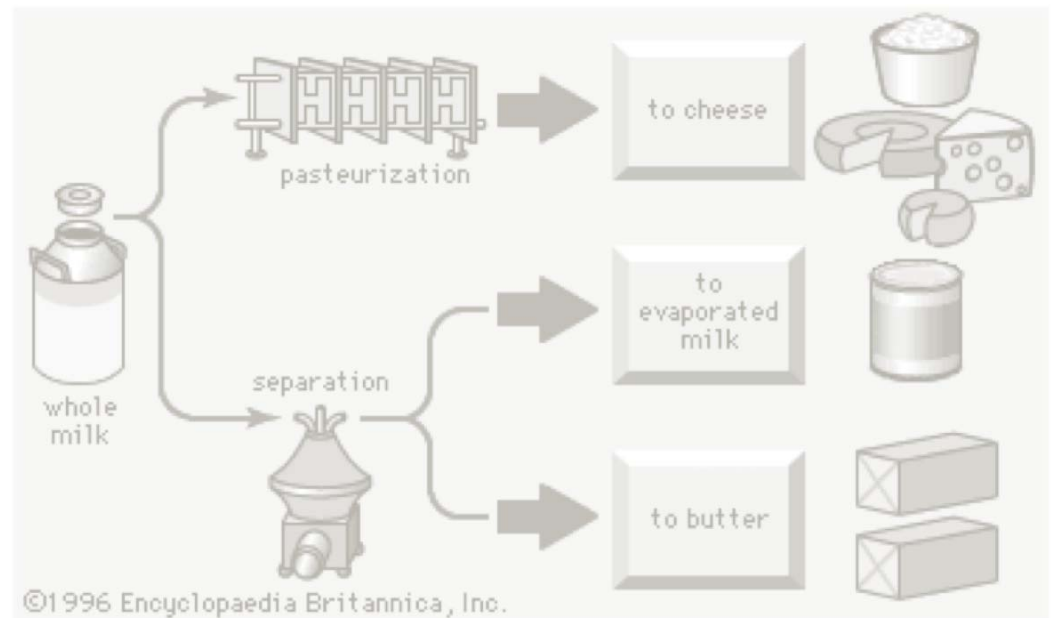 pasteurization
to cheese
whole
milk
separation
to
evaporated
milk
to butter
©1996 Encyclopaedia Britannica, Inc.